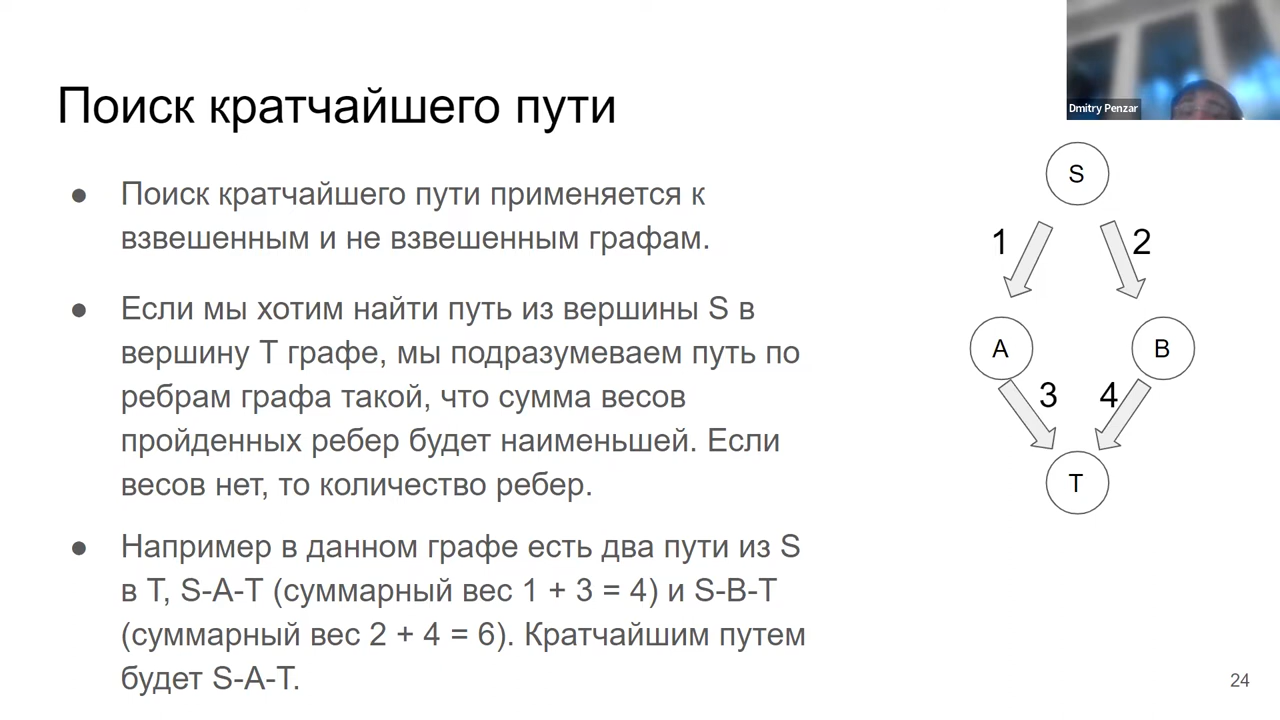 Поиск кратчайшего пути
Dmitry Penzar
● Поиск кратчайшего пути применяется к
взвешенным и не взвешенным графам.
● Если мы хотим найти путь из вершины S в
вершину T графе, мы подразумеваем путь по
ребрам графа такой, что сумма весов
пройденных ребер будет наименьшей. Если
весов нет, то количество ребер.
● Например в данном графе есть два пути из S
в T, S-A-T (суммарный вес 1 + 3 = 4) и S-B-T
(суммарный вес 2 + 4 = 6). Кратчайшим путем
будет S-A-T.
S
1 2
A B
3 4
T
24